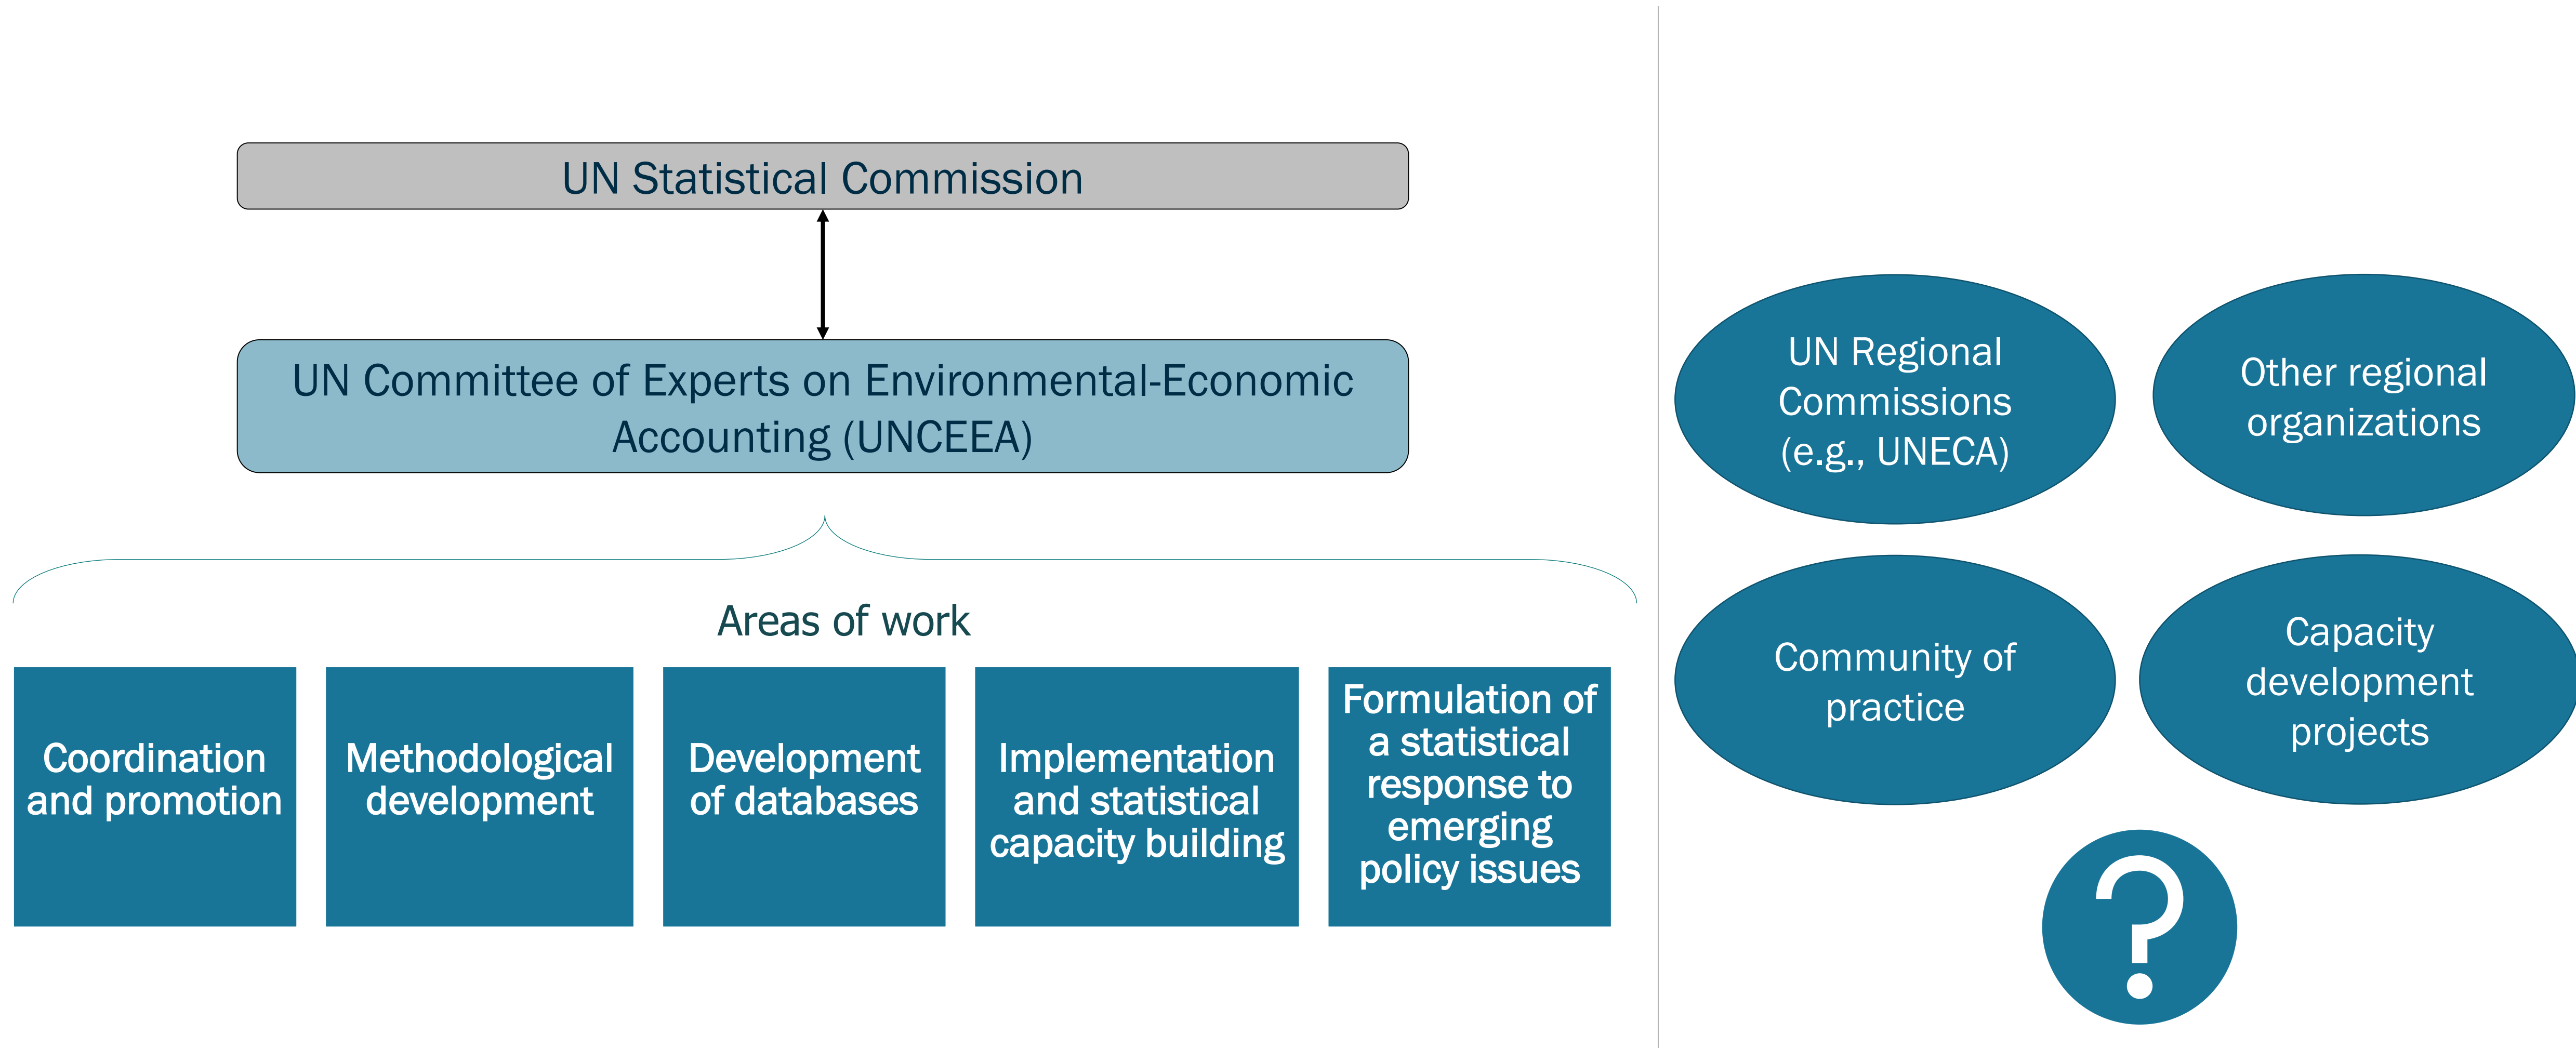 UN Statistical Commission
UN Committee of Experts on Environmental-Economic
Accounting (UNCEEA)
Areas of work
Coordination
and promotion
Methodological
development
Development
of databases
Implementation
and statistical
capacity building
Formulation of
a statistical
response to
emerging
policy issues
UN Regional
Commissions
(e.g., UNECA)
Other regional
organizations
Community of
practice
Capacity
development
projects
?